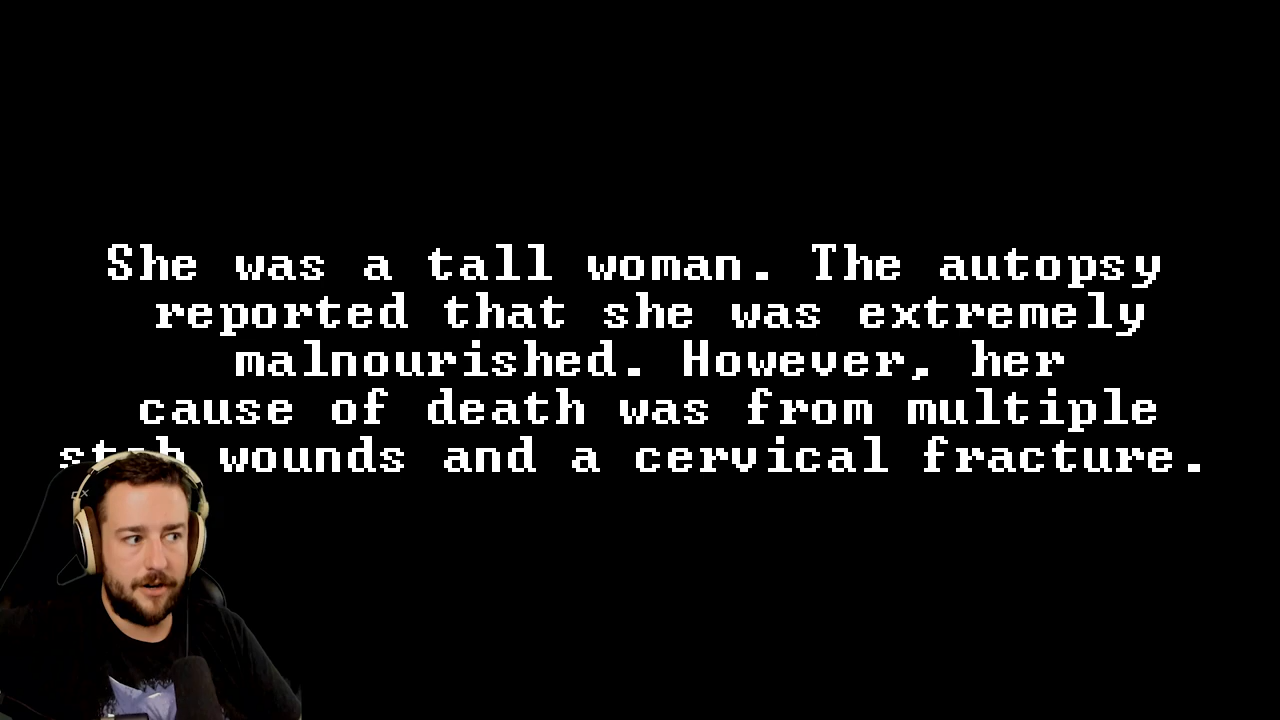 She was a tall woman. The autopsy
reported that she was extremely
malnourished. However, her
cause of death was from multiple
stab wounds and a cervical fracture.